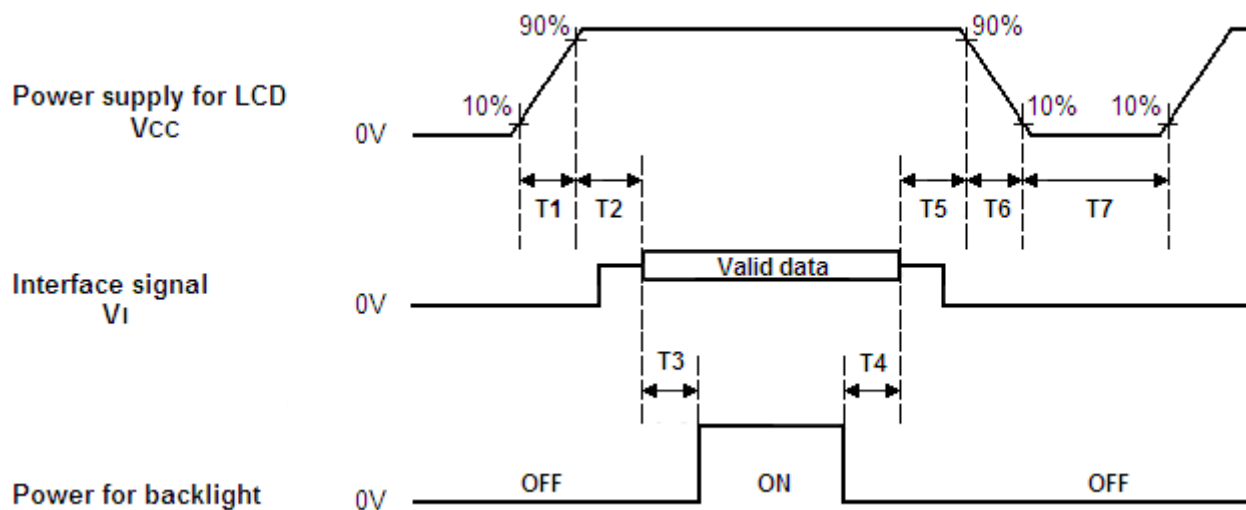 90% 90%
Power supply for LCD
VCC
10% 10% 10%
0V
T1 T2 T5 T6 T7
Valid data
Interface signal
VI
0V
T3 T4
OFF ON OFF
Power for backlight
0V